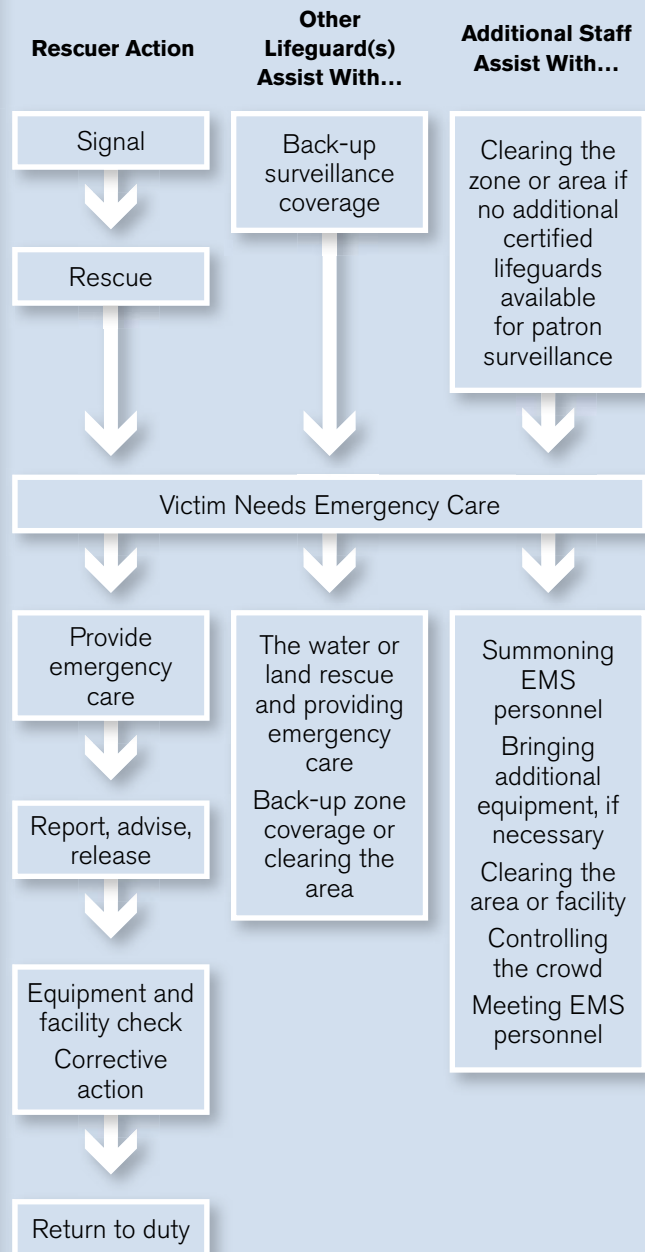 Rescuer Action
Other
Lifeguard(s)
Assist With...
Additional Staff
Assist With...
Signal
Rescue
Back-up
surveillance
coverage
Clearing the
zone or area if
no additional
certified
lifeguards
available
for patron
surveillance
Victim Needs Emergency Care
Provide
emergency
care
Report, advise,
release
Equipment and
facility check
Corrective
action
Return to duty
The water or
land rescue
and providing
emergency
care
Back-up zone
coverage or
clearing the
area
Summoning
EMS
personnel
Bringing
additional
equipment, if
necessary
Clearing the
area or facility
Controlling
the crowd
Meeting EMS
personnel